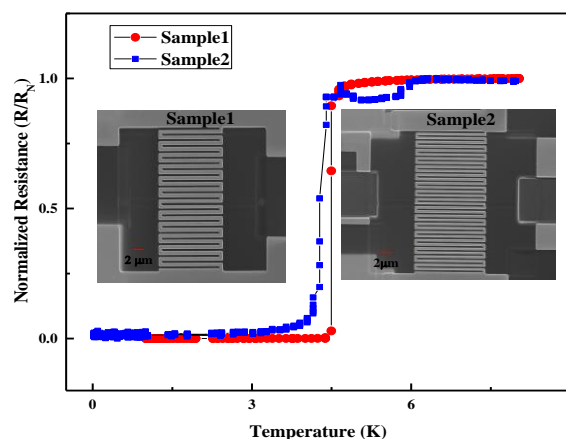 Sample1
Sample2
Normalized Resistance (R/R_N)
1.0
0.5
0.0
Sample1
2 μm
Sample2
2μm
0
3
6
Temperature (K)